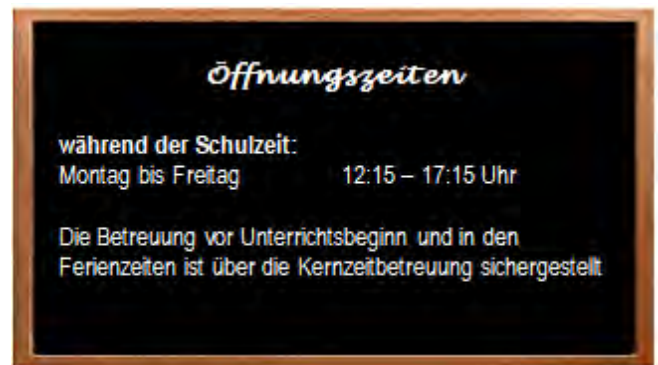 Öffnungszeiten
während der Schulzeit:
Montag bis Freitag 12:15 – 17:15 Uhr
Die Betreuung vor Unterrichtsbeginn und in den
Ferienzeiten ist über die Kernzeitbetreuung sichergestellt